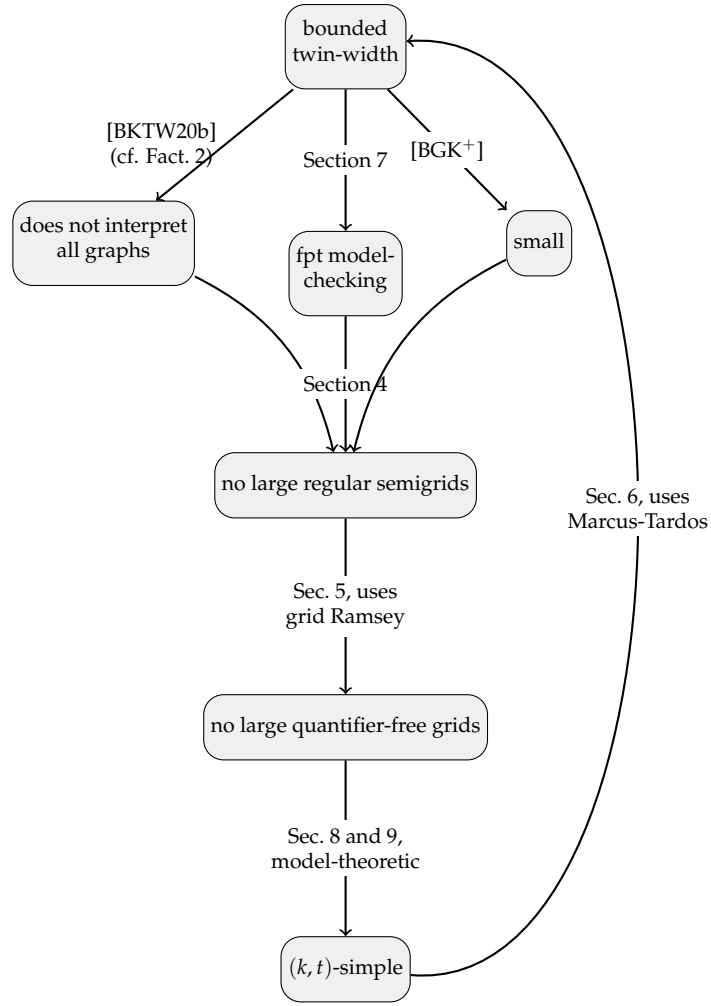 bounded
twin-width
[BKTW20b]
(cf. Fact. 2)
Section 7
[BGK⁺]
does not interpret
all graphs
fpt model-
checking
small
Section 4
no large regular semigrids
Sec. 6, uses
Marcus-Tardos
Sec. 5, uses
grid Ramsey
no large quantifier-free grids
Sec. 8 and 9,
model-theoretic
(k, t)-simple